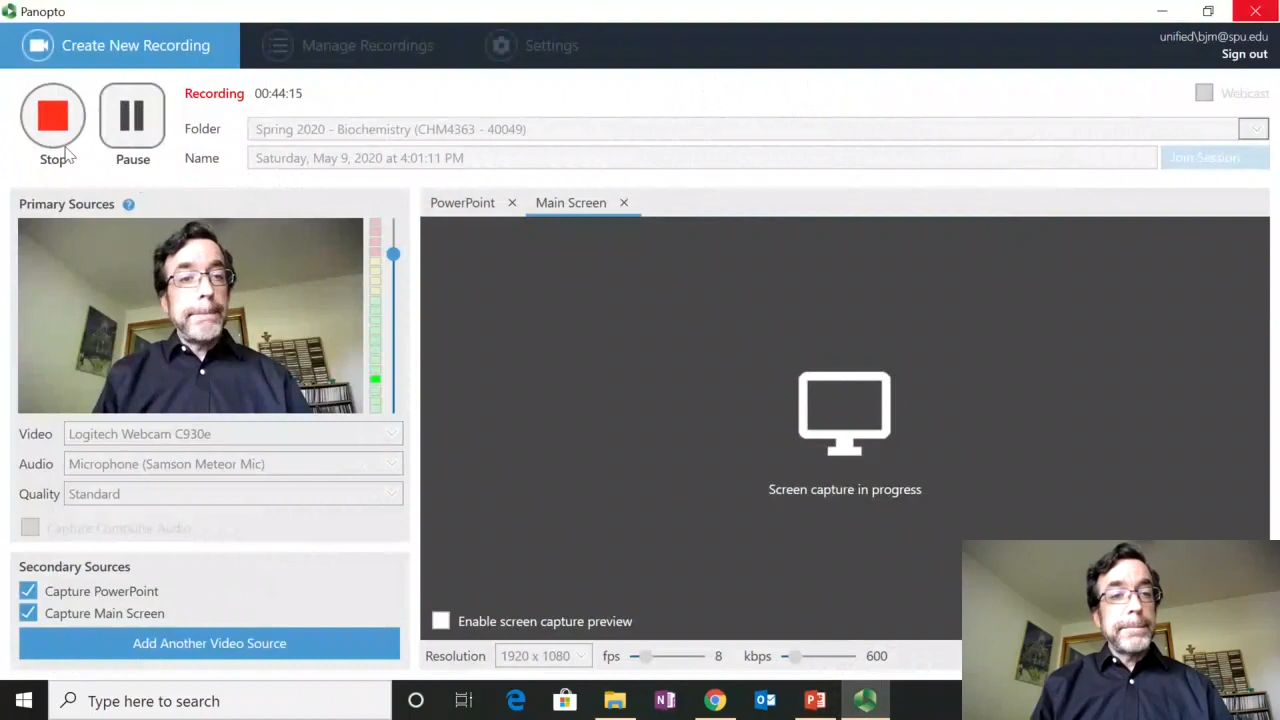 Panopto
Create New Recording
Manage Recordings
Settings
unified\bjm@spu.edu
Sign out
Recording 00:44:15
Webcast
Folder Spring 2020 - Biochemistry (CHM4363 - 40049)
Stop Pause Name Saturday, May 9, 2020 at 4:01:11 PM Join Session
Primary Sources ?
PowerPoint × Main Screen ×
Video Logitech Webcam C930e
Audio Microphone (Samson Meteor Mic)
Quality Standard
Capture Computer Audio
Screen capture in progress
Secondary Sources
Capture PowerPoint
Capture Main Screen
Add Another Video Source
Enable screen capture preview
Resolution 1920 x 1080 fps 8 kbps 600
Type here to search